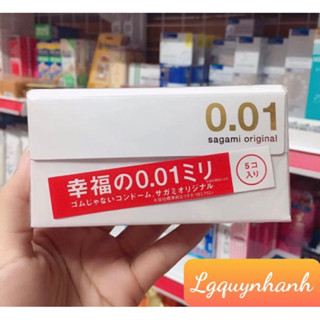 0.01
sagami original
幸福の0.01ミリ
ゴムじゃないコンドーム、サガミオリジナル
5コ
入り
Lgquynhanh